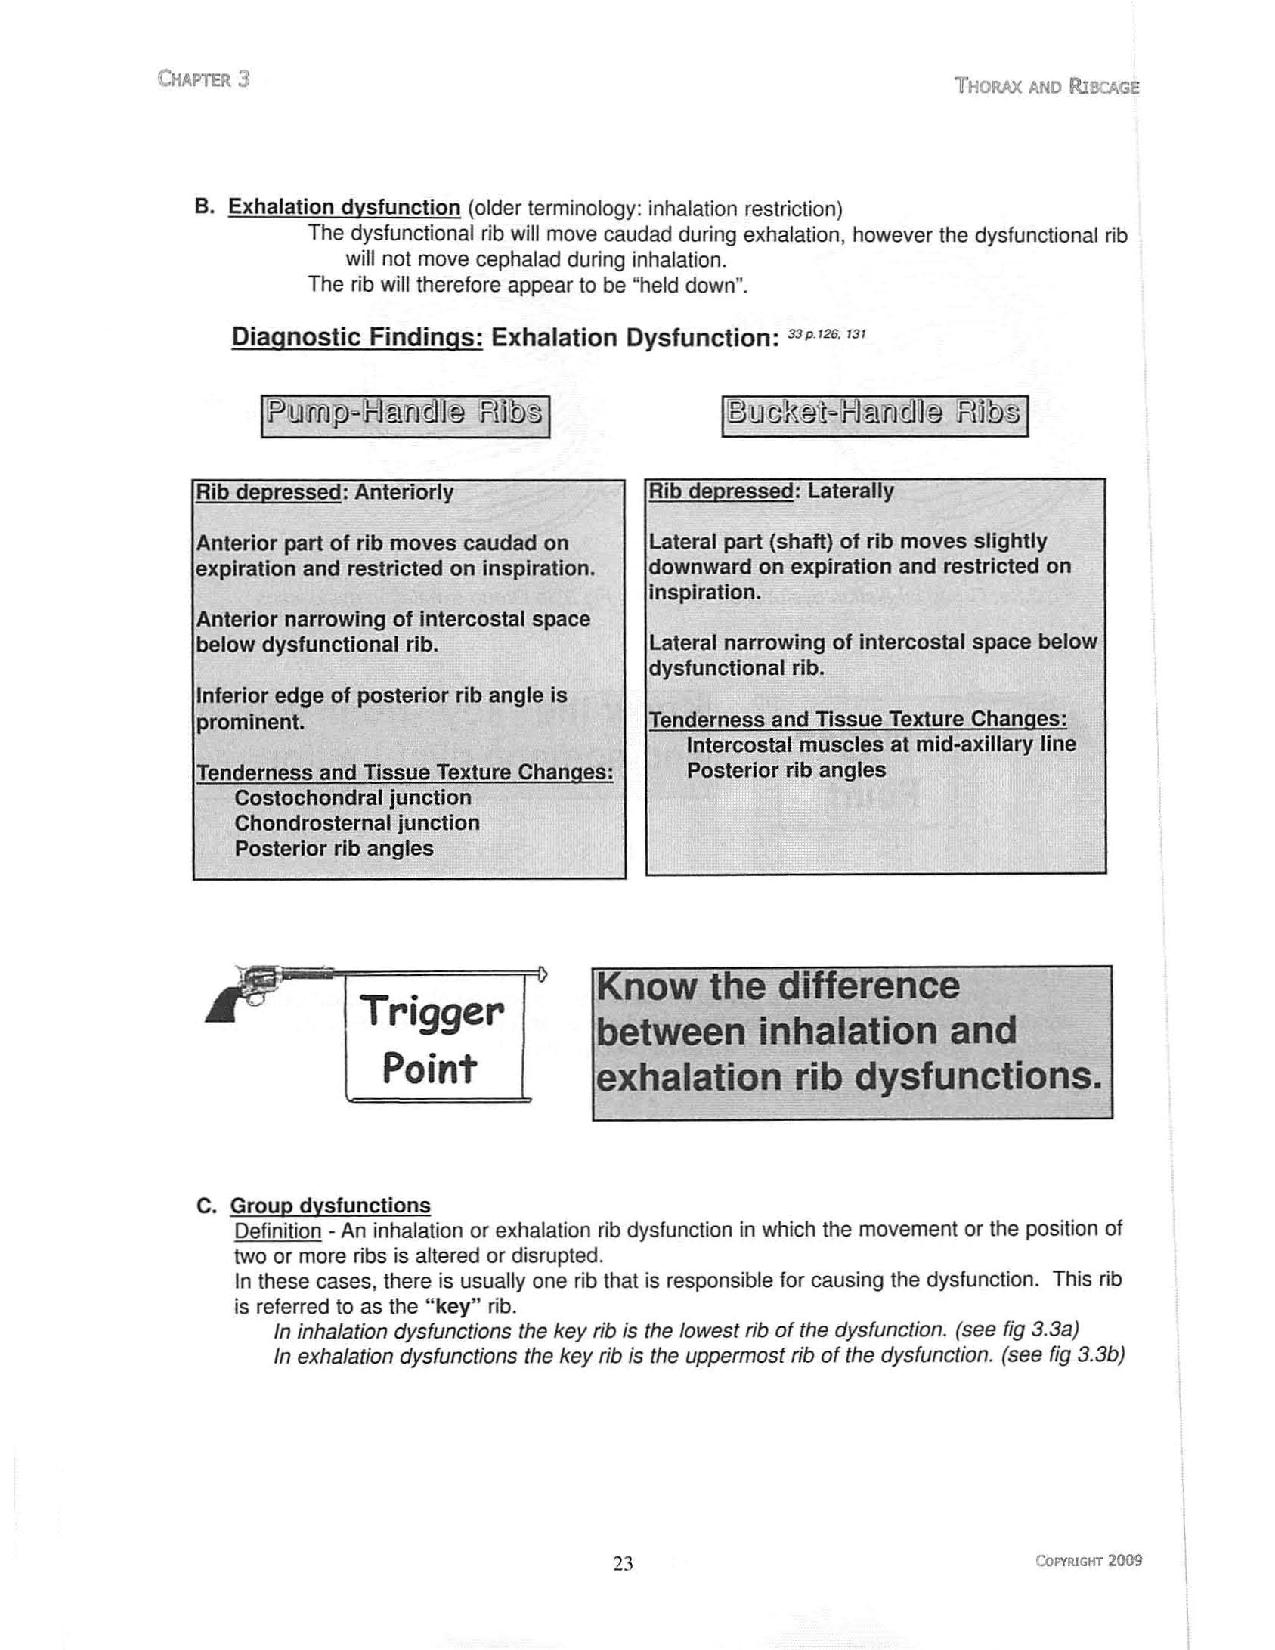 CHAPTER 3
THORAX AND RIBCAGE
B. Exhalation dysfunction (older terminology: inhalation restriction)
The dysfunctional rib will move caudad during exhalation, however the dysfunctional rib
will not move cephalad during inhalation.
The rib will therefore appear to be “held down”.
Diagnostic Findings: Exhalation Dysfunction: 33 p. 126, 131
Pump-Handle Ribs
Rib depressed: Anteriorly
Anterior part of rib moves caudad on
expiration and restricted on inspiration.
Anterior narrowing of intercostal space
below dysfunctional rib.
Inferior edge of posterior rib angle is
prominent.
Tenderness and Tissue Texture Changes:
Costochondral junction
Chondrosternal junction
Posterior rib angles
Bucket-Handle Ribs
Rib depressed: Laterally
Lateral part (shaft) of rib moves slightly
downward on expiration and restricted on
inspiration.
Lateral narrowing of intercostal space below
dysfunctional rib.
Tenderness and Tissue Texture Changes:
Intercostal muscles at mid-axillary line
Posterior rib angles
Trigger
Point
Know the difference
between inhalation and
exhalation rib dysfunctions.
C. Group dysfunctions
Definition - An inhalation or exhalation rib dysfunction in which the movement or the position of
two or more ribs is altered or disrupted.
In these cases, there is usually one rib that is responsible for causing the dysfunction. This rib
is referred to as the “key” rib.
In inhalation dysfunctions the key rib is the lowest rib of the dysfunction. (see fig 3.3a)
In exhalation dysfunctions the key rib is the uppermost rib of the dysfunction. (see fig 3.3b)
23
COPYRIGHT 2009